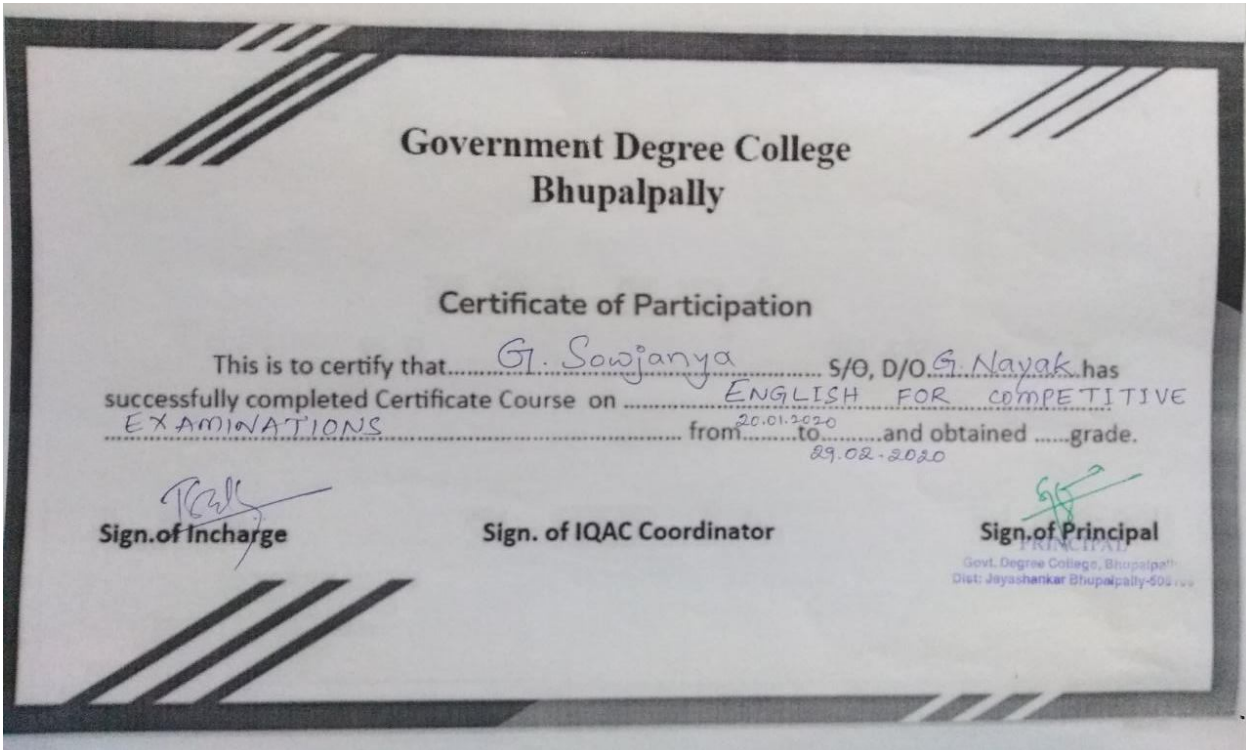 Government Degree College
Bhupalpally
Certificate of Participation
This is to certify that.......G. Sowjanya............... S/O, D/O.G. Nayak.has
successfully completed Certificate Course on ............ENGLISH FOR COMPETITIVE
EXAMINATIONS.................................... from 20.01.2020 to 29.02-2020 and obtained ......grade.
Sign.of Incharge Sign. of IQAC Coordinator Sign.of Principal
PRINCIPAL
Govt. Degree College,
Dist: Jayashankar